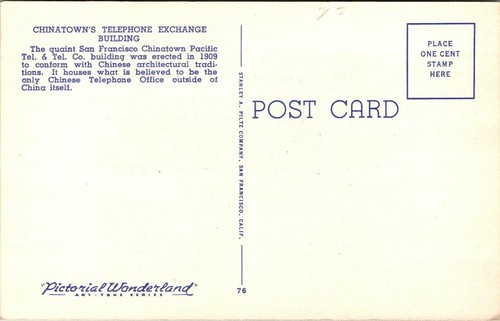 CHINATOWN'S TELEPHONE EXCHANGE
BUILDING
The quaint San Francisco Chinatown Pacific
Tel. & Tel. Co. building was erected in 1909
to conform with Chinese architectural tradi-
tions. It houses what is believed to be the
only Chinese Telephone Office outside of
China itself.
PLACE
ONE CENT
STAMP
HERE
POST CARD
STANLEY A. PILTZ COMPANY, SAN FRANCISCO, CALIF.
"Pictorial Wonderland"
ART-TONE SERIES
76